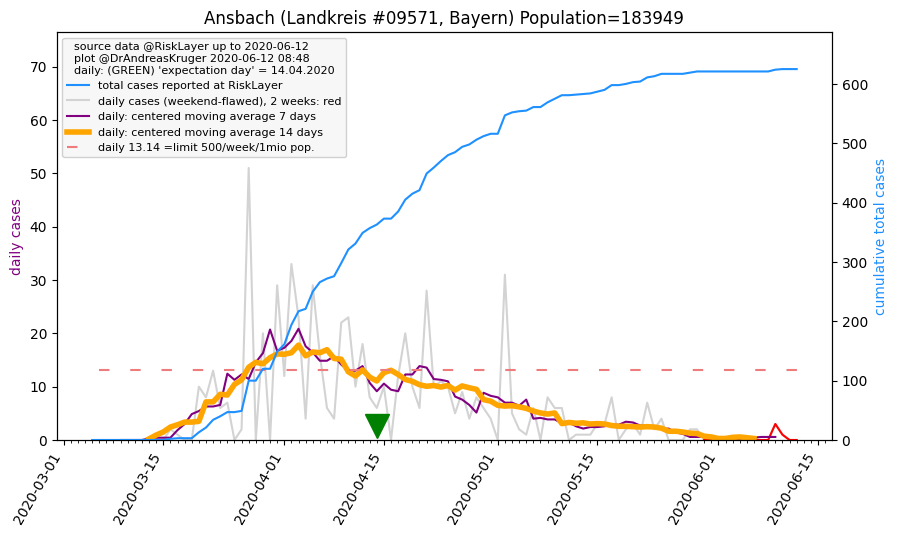 Ansbach (Landkreis #09571, Bayern) Population=183949
source data @RiskLayer up to 2020-06-12
plot @DrAndreasKruger 2020-06-12 08:48
daily: (GREEN) 'expectation day' = 14.04.2020
total cases reported at RiskLayer
daily cases (weekend-flawed), 2 weeks: red
daily: centered moving average 7 days
daily: centered moving average 14 days
daily 13.14 =limit 500/week/1mio pop.
daily cases
70
60
50
40
30
20
10
0
cumulative total cases
600
500
400
300
200
100
0
2020-03-01
2020-03-15
2020-04-01
2020-04-15
2020-05-01
2020-05-15
2020-06-01
2020-06-15